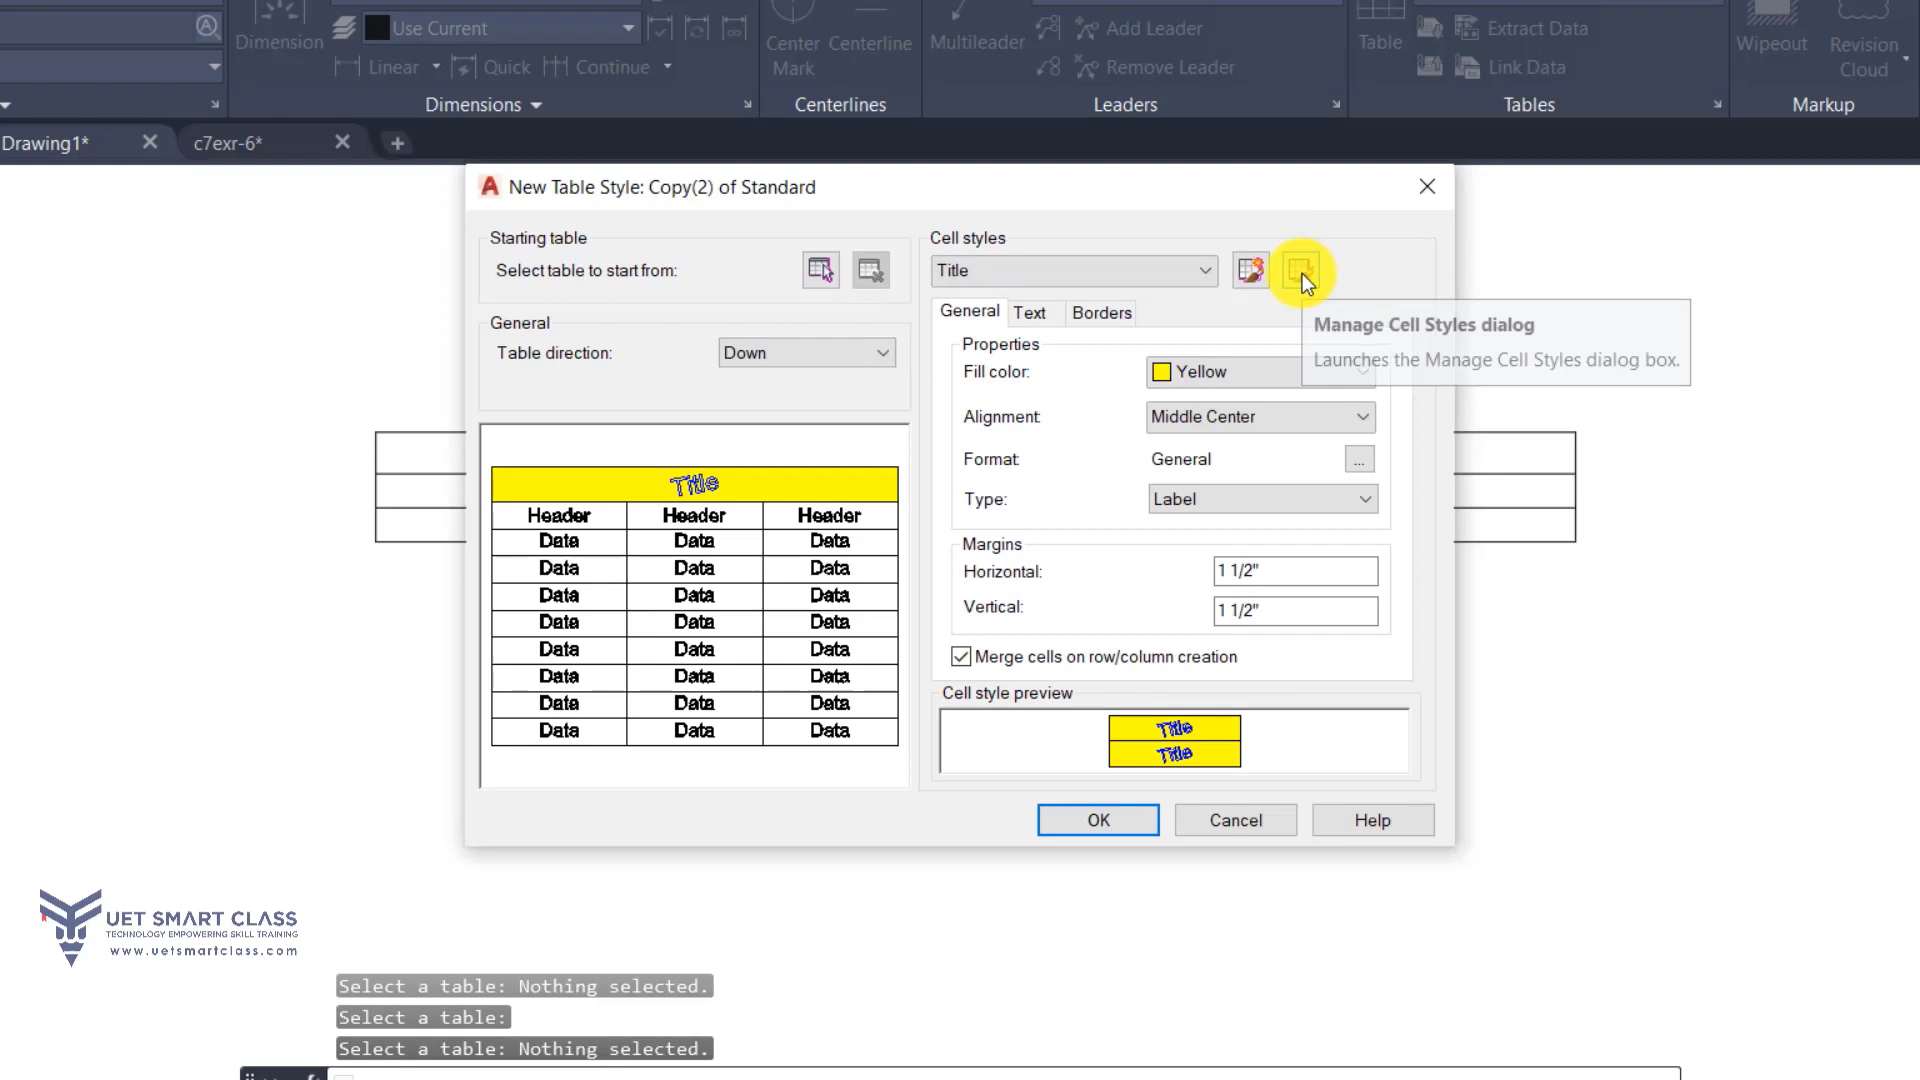 Use Current
Dimension
Linear
Quick
Continue
Dimensions
Center Mark
Centerline
Centerlines
Multileader
Add Leader
Remove Leader
Leaders
Table
Extract Data
Link Data
Tables
Wipeout
Revision Cloud
Markup
Drawing1*
c7exr-6*
New Table Style: Copy(2) of Standard
Starting table
Select table to start from:
General
Table direction:
Down
Title
Header Header Header
Data Data Data
Data Data Data
Data Data Data
Data Data Data
Data Data Data
Data Data Data
Data Data Data
Data Data Data
Cell styles
Title
General Text Borders
Manage Cell Styles dialog
Launches the Manage Cell Styles dialog box.
Properties
Fill color: Yellow
Alignment: Middle Center
Format: General ...
Type: Label
Margins
Horizontal: 1 1/2"
Vertical: 1 1/2"
Merge cells on row/column creation
Cell style preview
Title
Title
OK Cancel Help
UET SMART CLASS
TECHNOLOGY EMPOWERING SKILL TRAINING
www.uetsmartclass.com
Select a table: Nothing selected.
Select a table:
Select a table: Nothing selected.